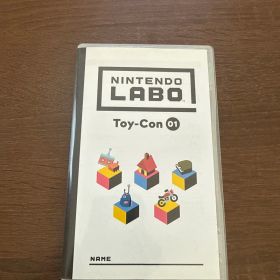 NINTENDO
LABO
Toy-Con 01
NAME